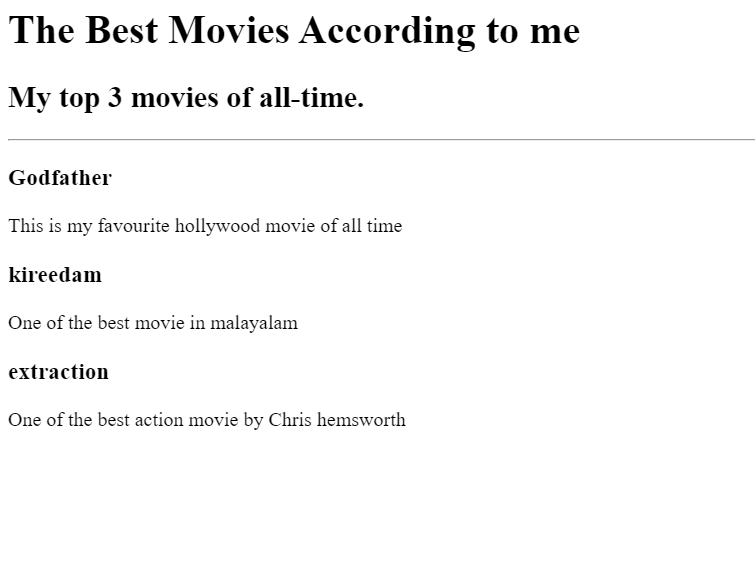 The Best Movies According to me
My top 3 movies of all-time.
Godfather
This is my favourite hollywood movie of all time
kireedam
One of the best movie in malayalam
extraction
One of the best action movie by Chris hemsworth